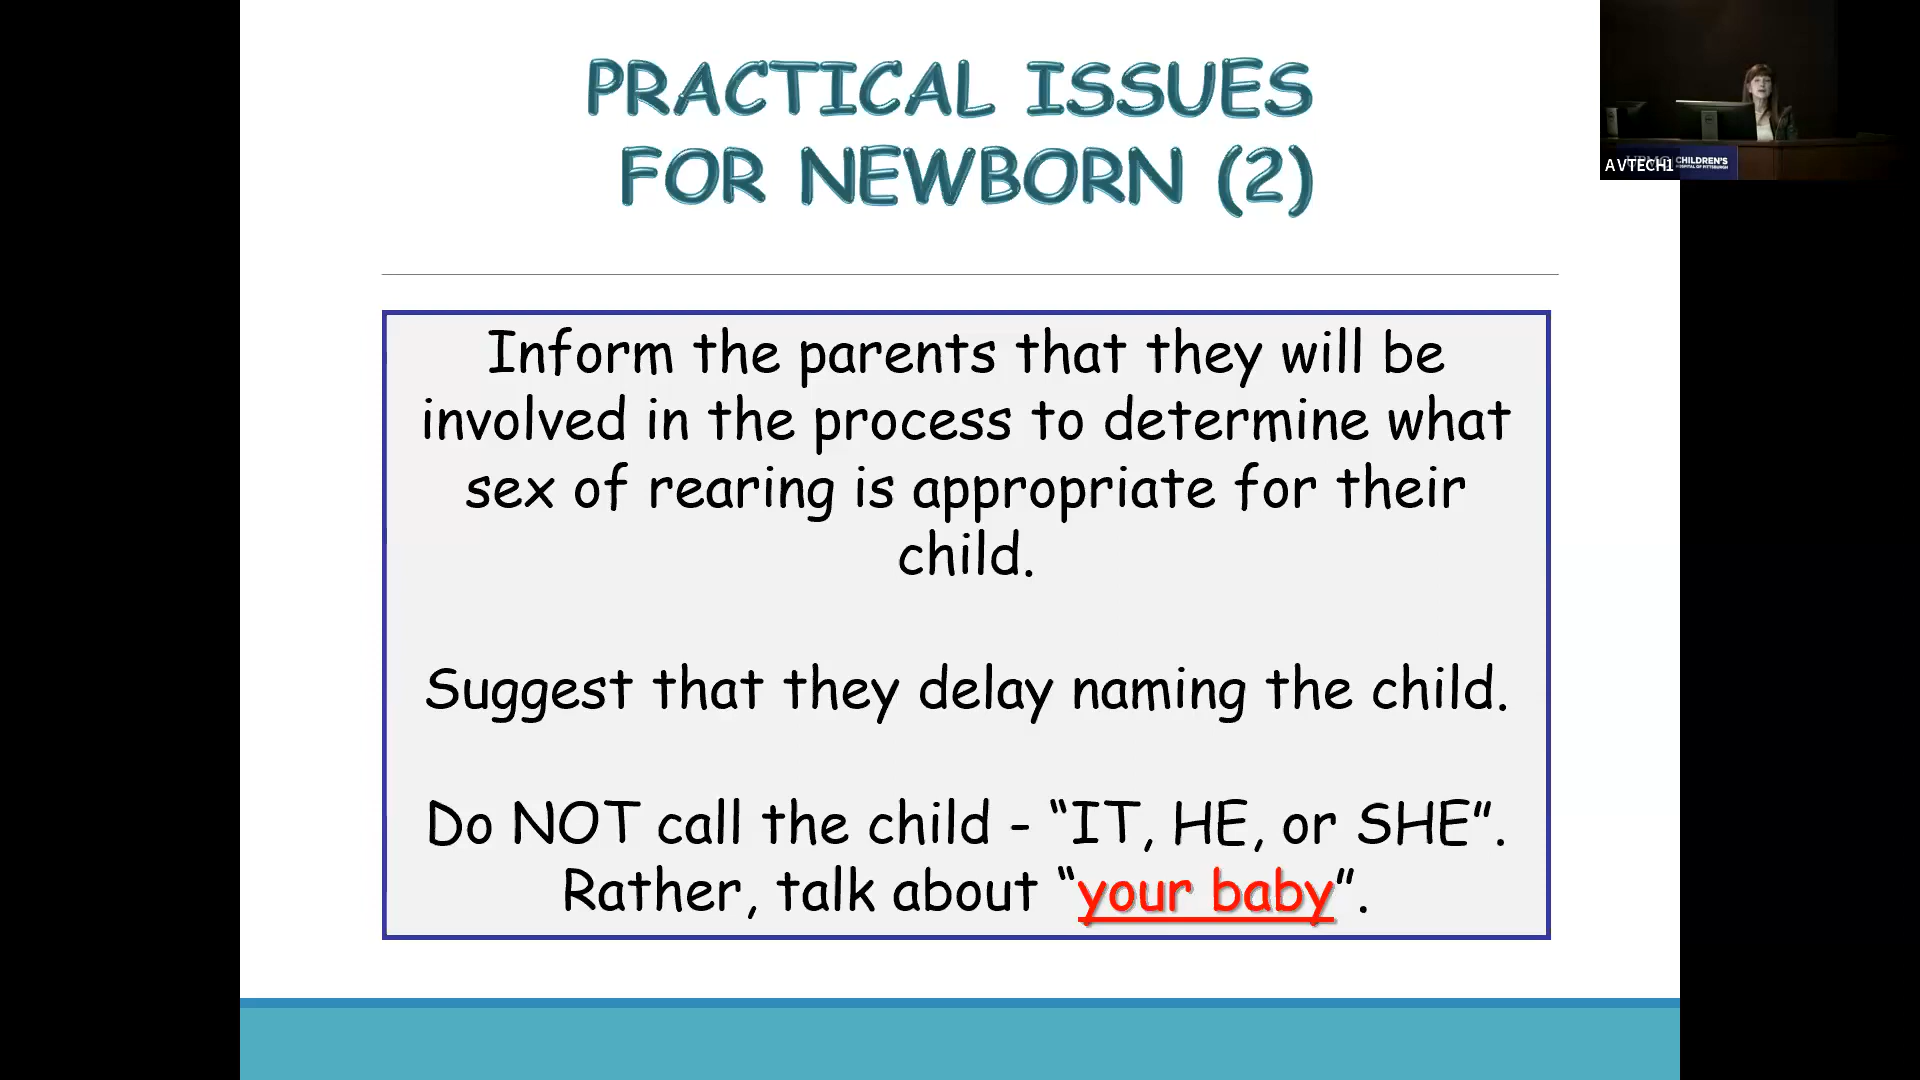 PRACTICAL ISSUES
FOR NEWBORN (2)
Inform the parents that they will be
involved in the process to determine what
sex of rearing is appropriate for their
child.
Suggest that they delay naming the child.
Do NOT call the child - “IT, HE, or SHE”.
Rather, talk about “your baby”.
AVTECH1
CHILDREN'S
HOSPITAL OF PITTSBURGH